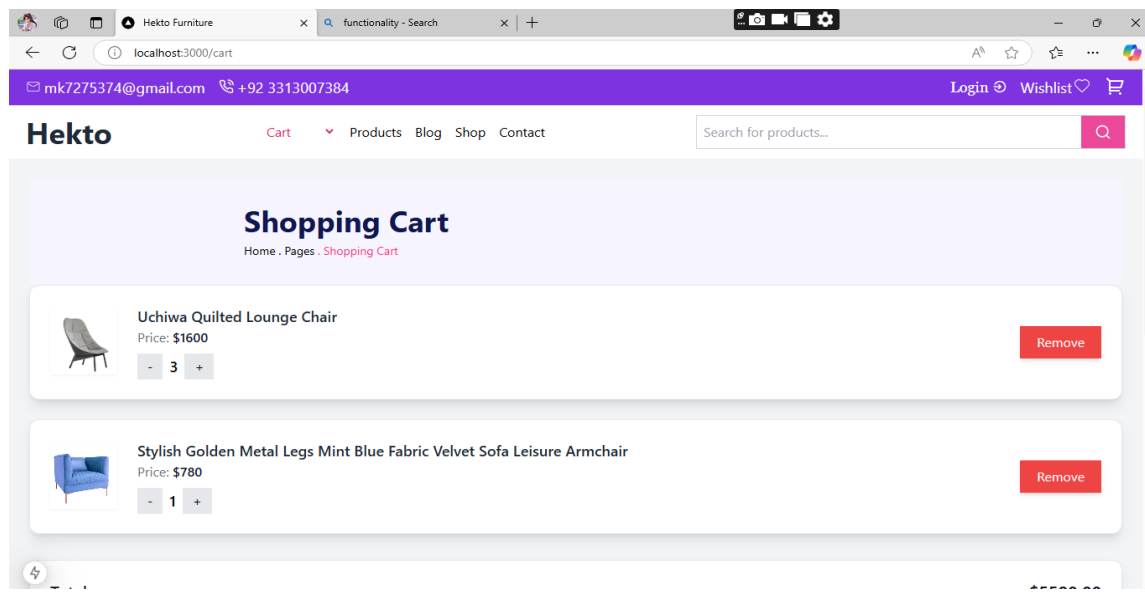 Hekto Furniture
functionality - Search
localhost:3000/cart
mk7275374@gmail.com +92 3313007384 Login Wishlist
Hekto Cart Products Blog Shop Contact Search for products...
Shopping Cart
Home . Pages . Shopping Cart
Uchiwa Quilted Lounge Chair
Price: $1600
- 3 +
Remove
Stylish Golden Metal Legs Mint Blue Fabric Velvet Sofa Leisure Armchair
Price: $780
- 1 +
Remove